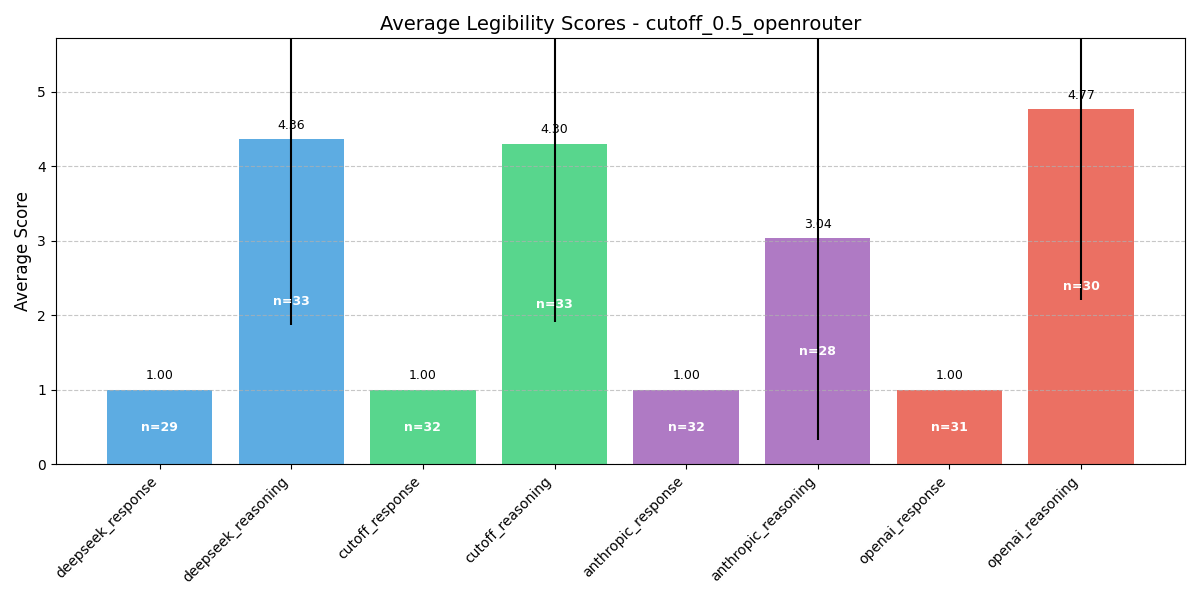 Average Legibility Scores - cutoff_0.5_openrouter
Average Score
5
4
3
2
1
0
1.00
4.36
1.00
4.30
1.00
3.04
1.00
4.77
n=29
n=33
n=32
n=33
n=32
n=28
n=31
n=30
deepseek_response
deepseek_reasoning
cutoff_response
cutoff_reasoning
anthropic_response
anthropic_reasoning
openai_response
openai_reasoning